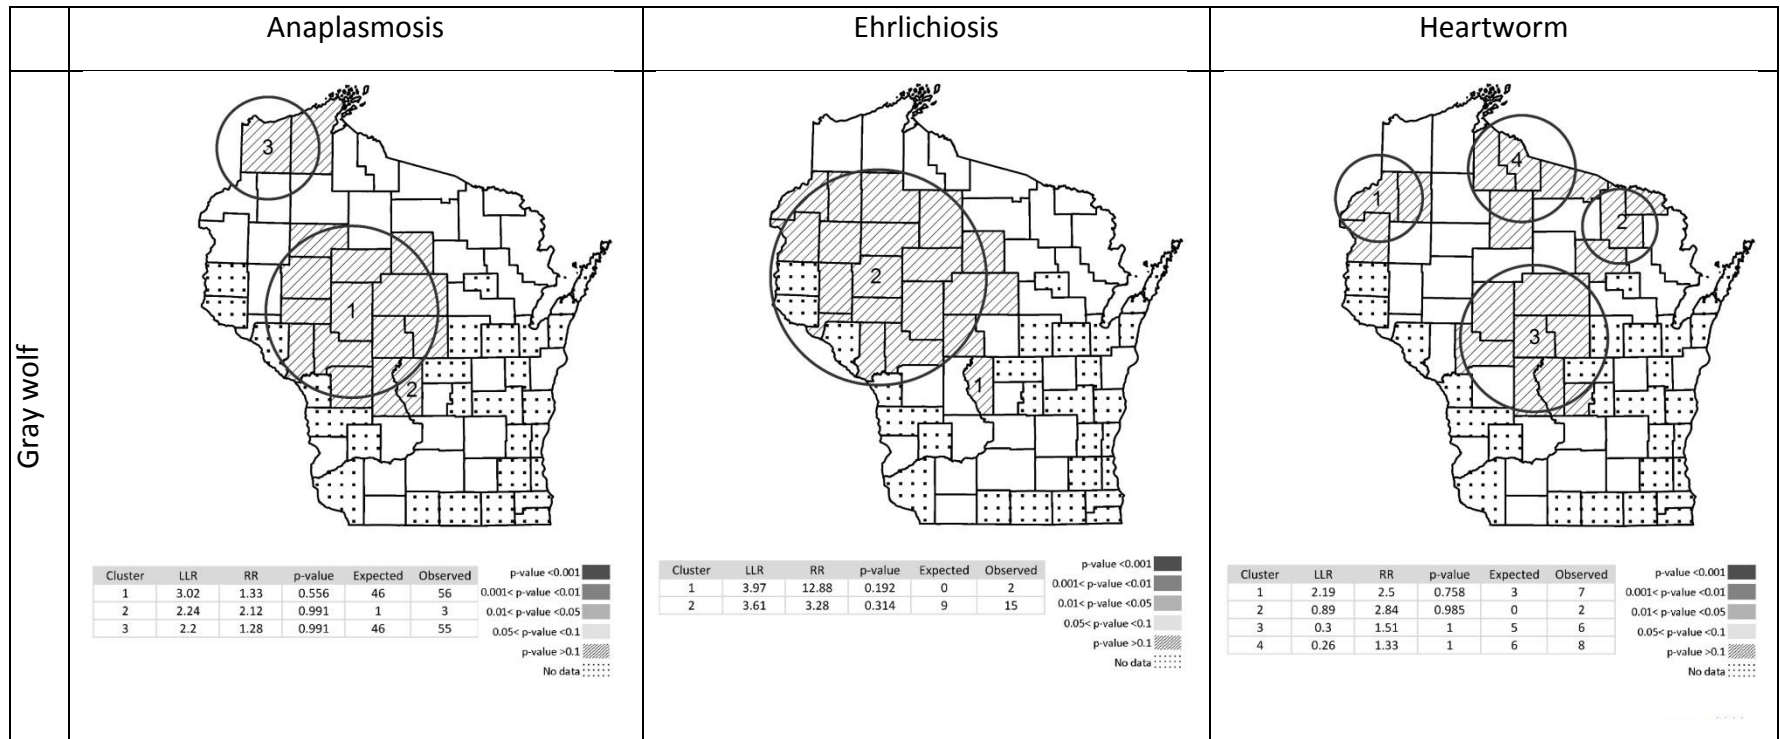 Anaplasmosis Ehrlichiosis Heartworm
Gray wolf
3
1
2
Cluster LLR RR p-value Expected Observed
1 3.02 1.33 0.556 46 56
2 2.24 2.12 0.991 1 3
3 2.2 1.28 0.991 46 55
p-value <0.001
0.001< p-value <0.01
0.01< p-value <0.05
0.05< p-value <0.1
p-value >0.1
No data
2
1
Cluster LLR RR p-value Expected Observed
1 3.97 12.88 0.192 0 2
2 3.61 3.28 0.314 9 15
p-value <0.001
0.001< p-value <0.01
0.01< p-value <0.05
0.05< p-value <0.1
p-value >0.1
No data
4
1
2
3
Cluster LLR RR p-value Expected Observed
1 2.19 2.5 0.758 3 7
2 0.89 2.84 0.985 0 2
3 0.3 1.51 1 5 6
4 0.26 1.33 1 6 8
p-value <0.001
0.001< p-value <0.01
0.01< p-value <0.05
0.05< p-value <0.1
p-value >0.1
No data